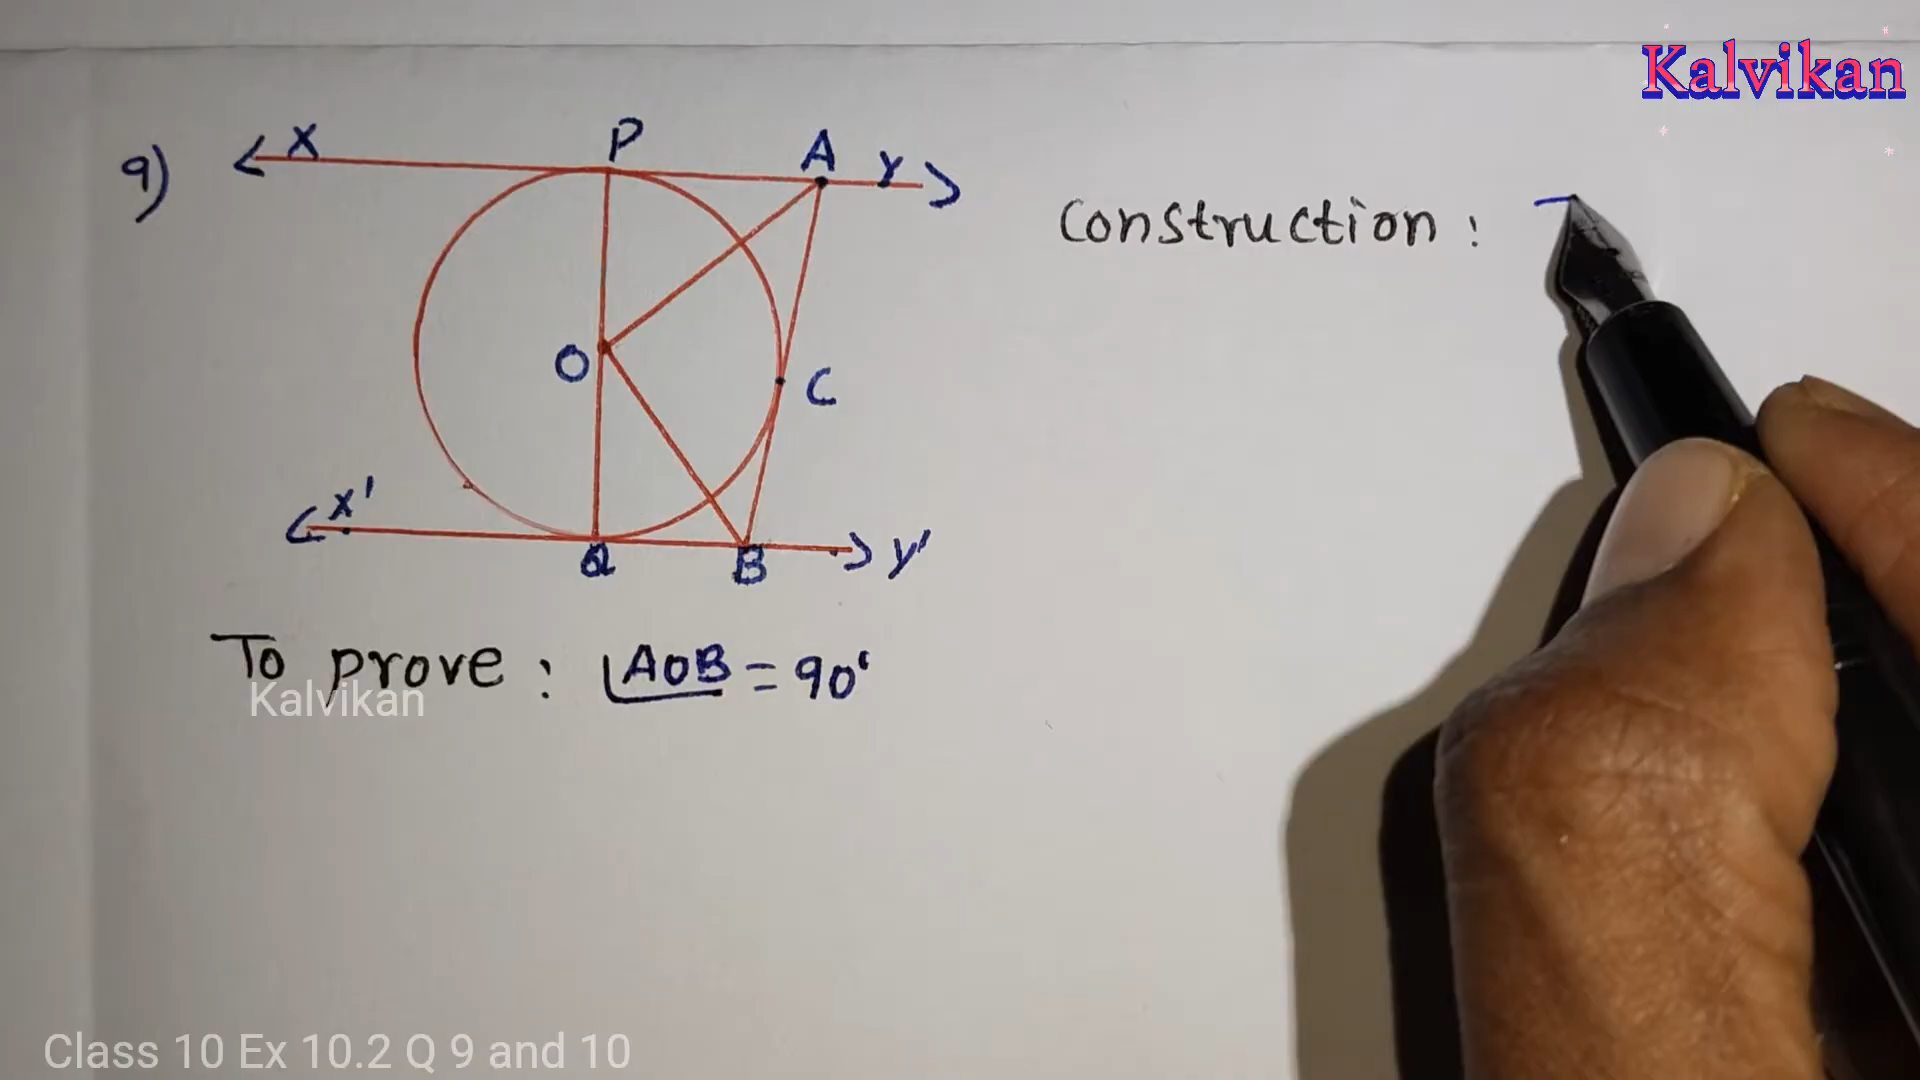 Kalvikan
9)
X P A Y
Construction :
O C
X' Q B Y'
To prove : ∠AOB = 90°
Kalvikan
Class 10 Ex 10.2 Q 9 and 10